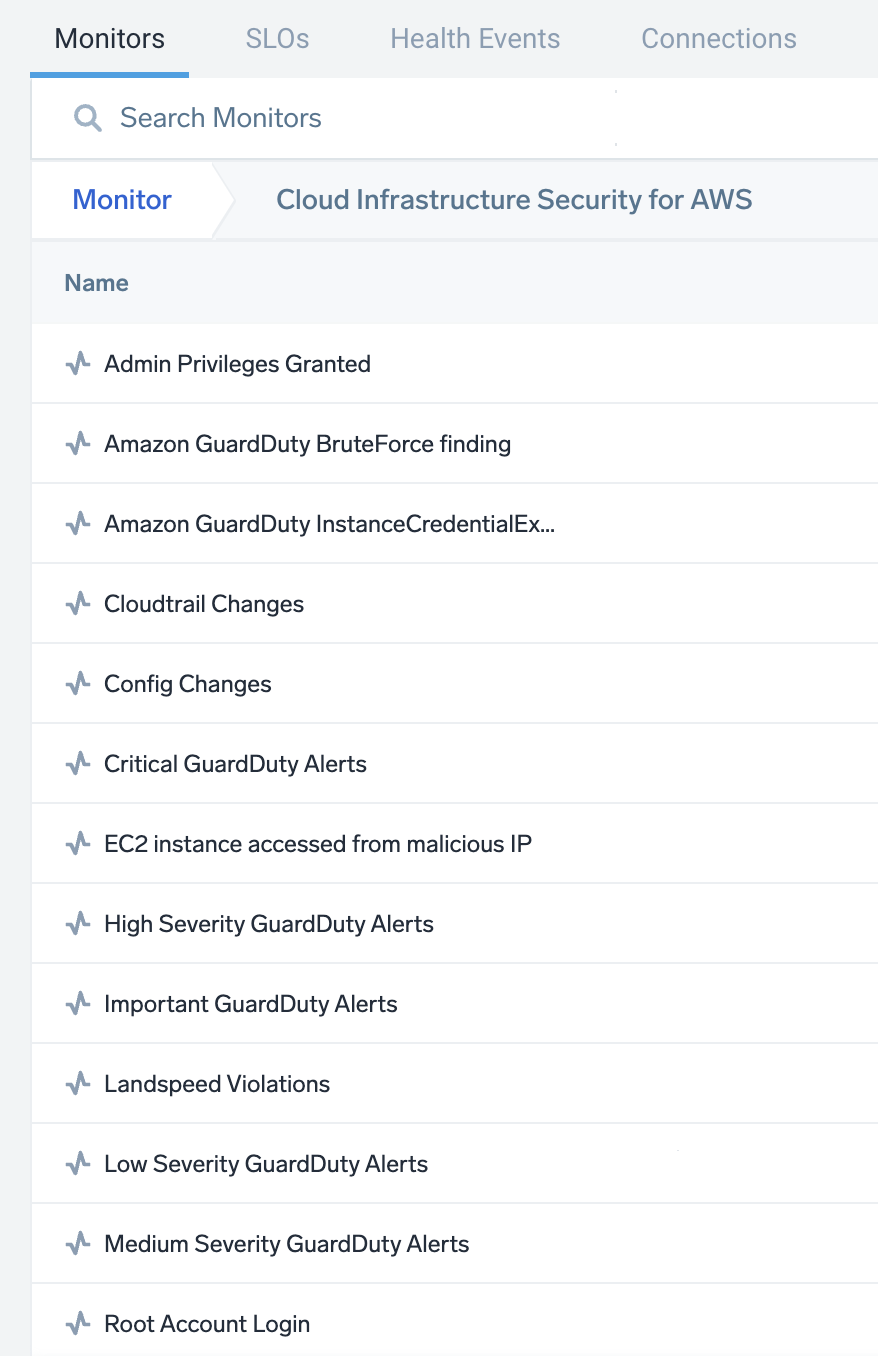 Monitors SLOs Health Events Connections
Search Monitors
Monitor Cloud Infrastructure Security for AWS
Name
Admin Privileges Granted
Amazon GuardDuty BruteForce finding
Amazon GuardDuty InstanceCredentialEx...
Cloudtrail Changes
Config Changes
Critical GuardDuty Alerts
EC2 instance accessed from malicious IP
High Severity GuardDuty Alerts
Important GuardDuty Alerts
Landspeed Violations
Low Severity GuardDuty Alerts
Medium Severity GuardDuty Alerts
Root Account Login